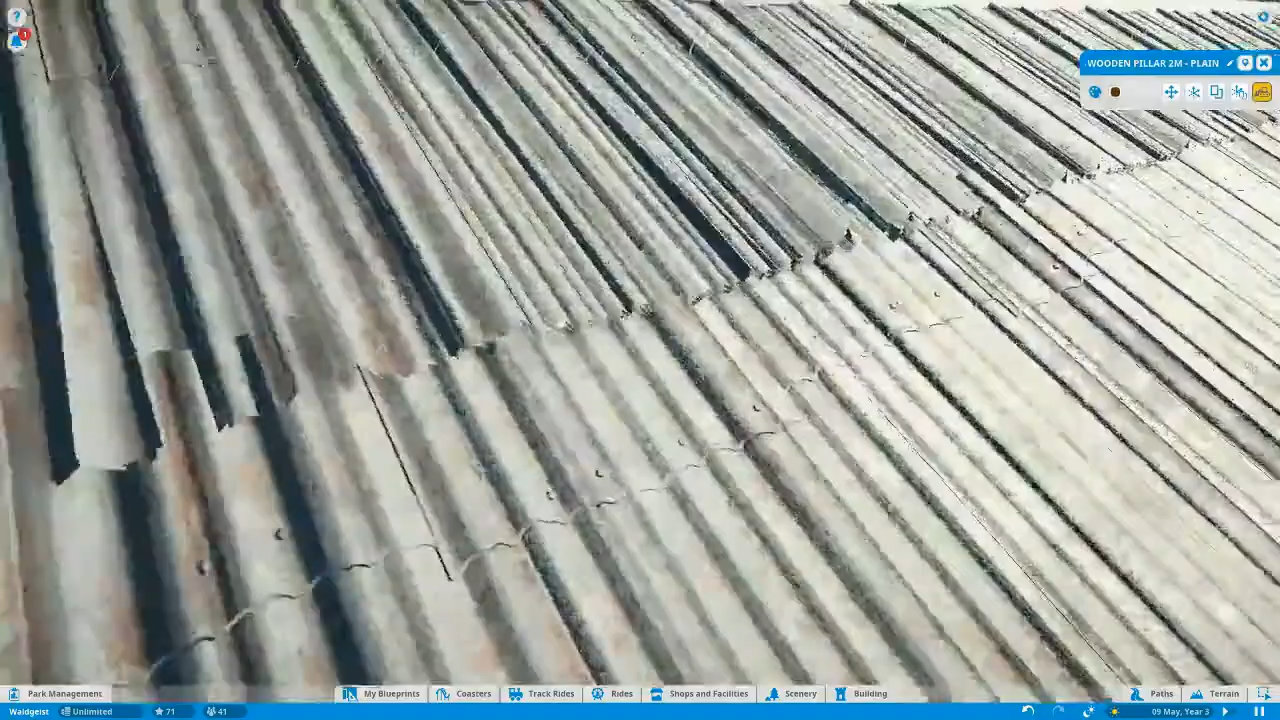 ?
1
WOODEN PILLAR 2M - PLAIN
Park Management
My Blueprints
Coasters
Track Rides
Rides
Shops and Facilities
Scenery
Building
Paths
Terrain
Waldgeist
Unlimited
71
41
09 May, Year 3